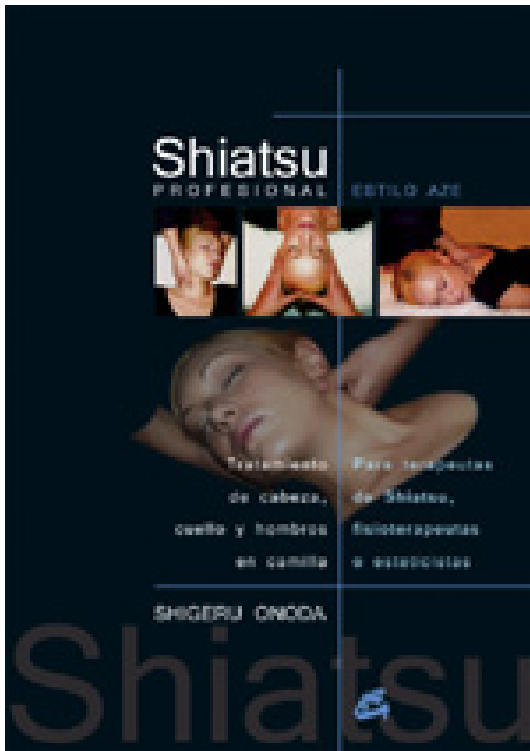 Shiatsu
PROFESIONAL ESTILO AZE
Tratamiento
de cabeza,
cuello y hombros
en camilla
Para terapeutas
de Shiatsu,
fisioterapeutas
o esteticistas
SHIGERU ONODA
Shiatsu